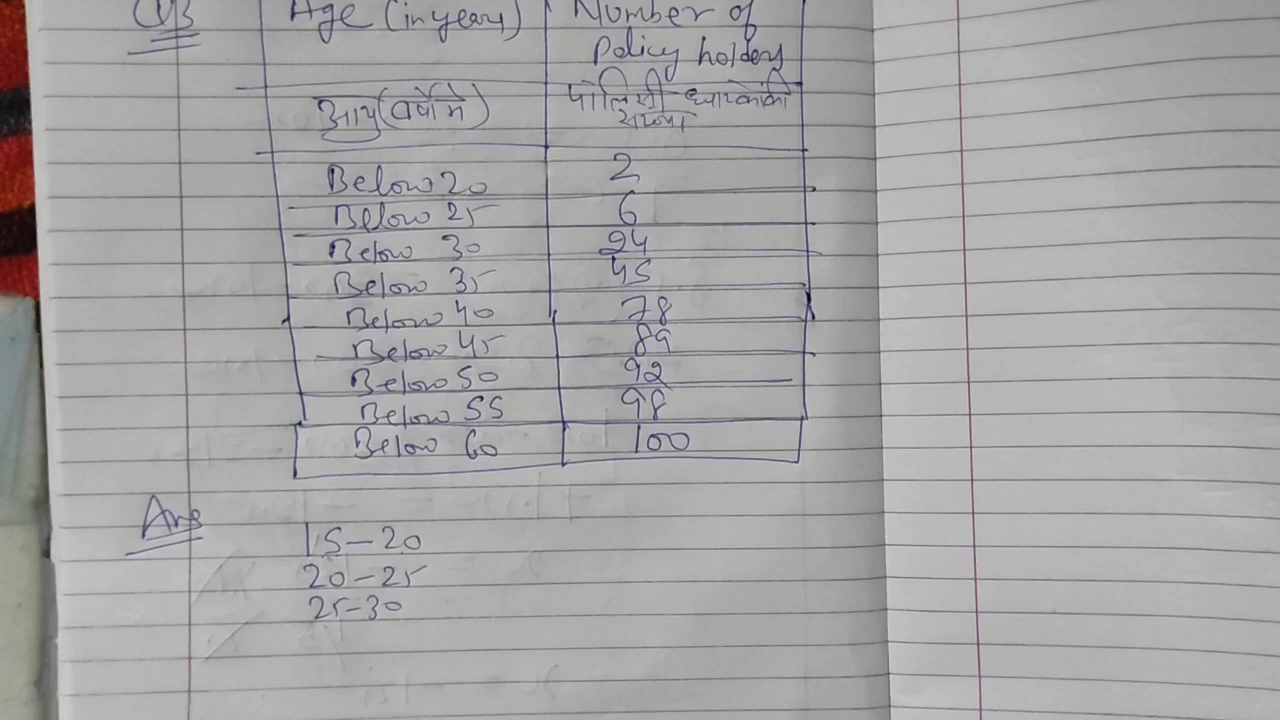 Q3 Age (in years) Number of
Policy holders
आयु (वर्षो मे) पोलिसी धारकोकी
संख्या
Below 20 2
Below 25 6
Below 30 24
Below 35 45
Below 40 78
Below 45 89
Below 50 92
Below 55 98
Below 60 100
Ans
15-20
20-25
25-30